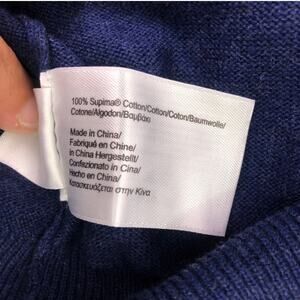 100% Supima® Cotton/Cotton/Coton/Baumwolle/
Cotone/Algodon/Βαμβάκι
Made in China/
Fabriqué en Chine/
in China Hergestellt/
Confezionato in Cina/
Hecho en China/
Κατασκευάζεται στην Κίνα